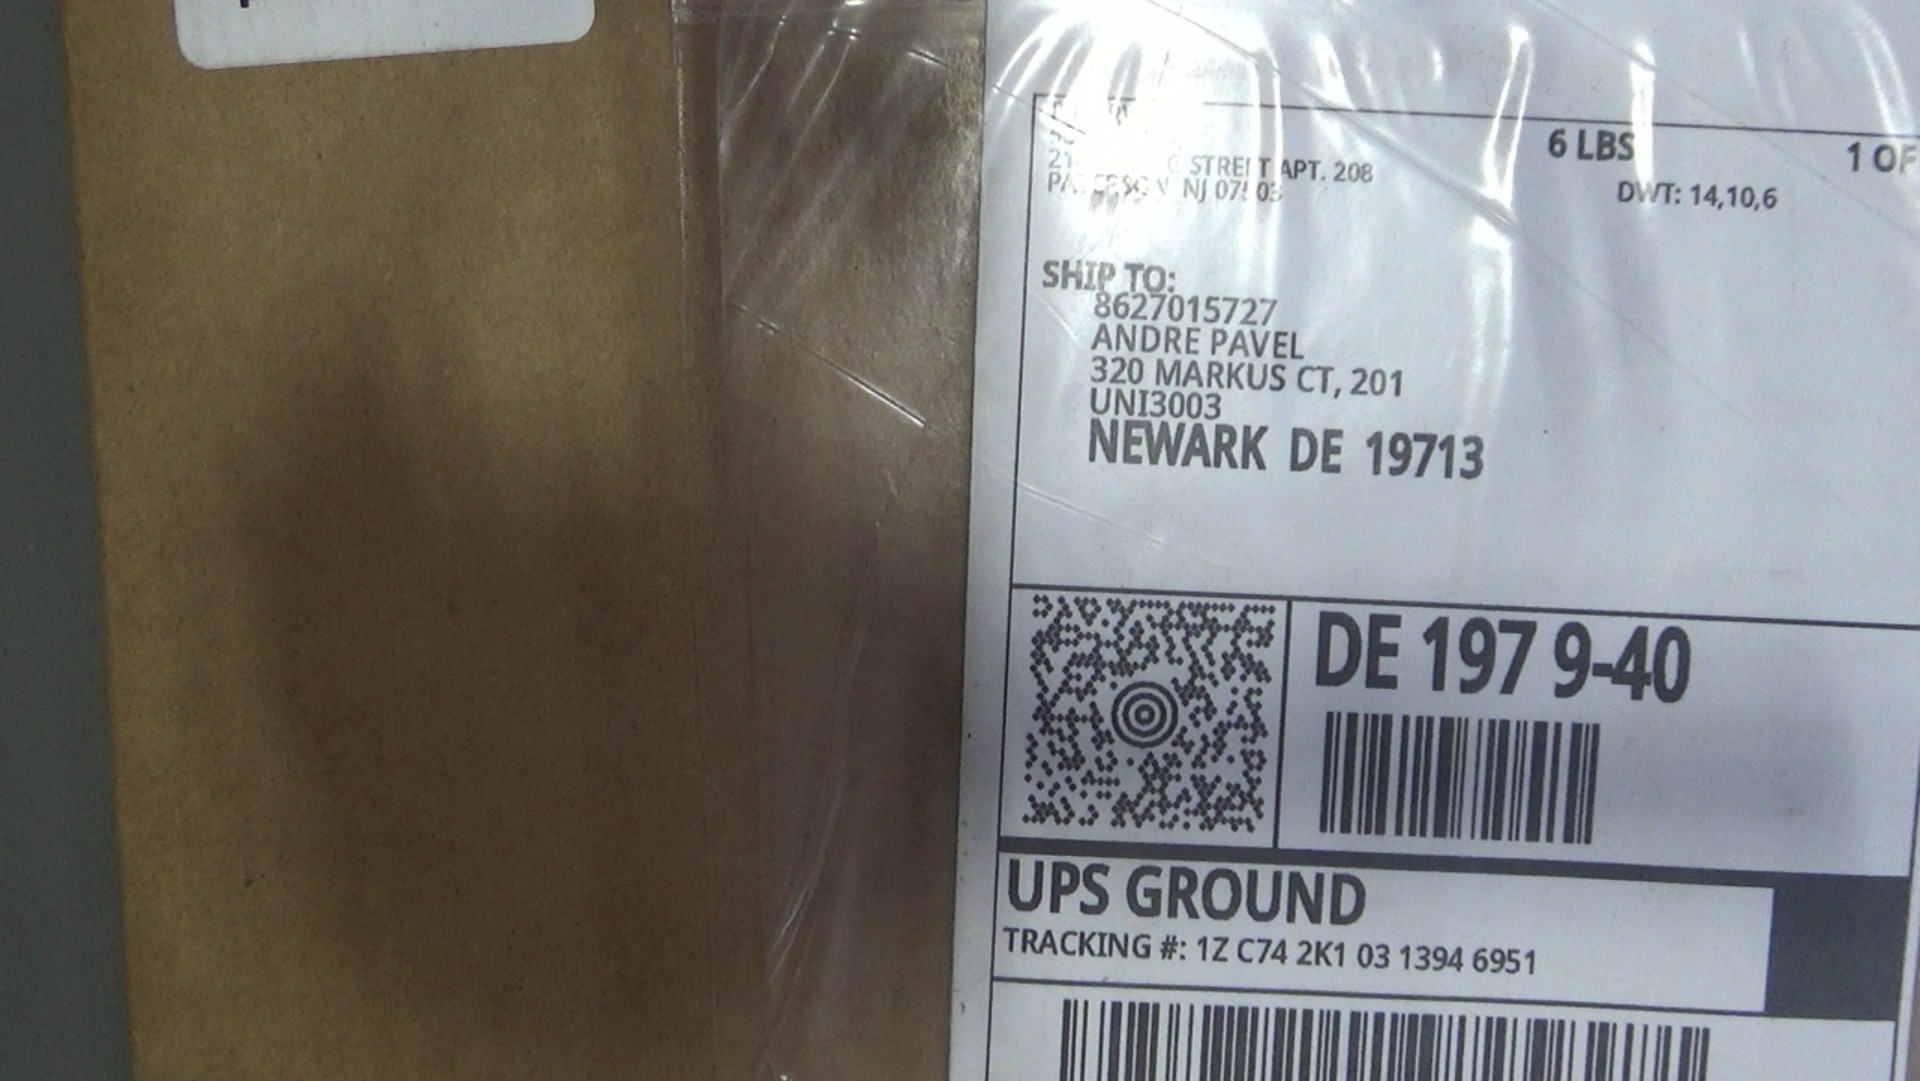 STREET APT. 208
NJ
6 LBS
1 OF
DWT: 14,10,6
SHIP TO:
8627015727
ANDRE PAVEL
320 MARKUS CT, 201
UNI3003
NEWARK DE 19713
DE 197 9-40
UPS GROUND
TRACKING #: 1Z C74 2K1 03 1394 6951